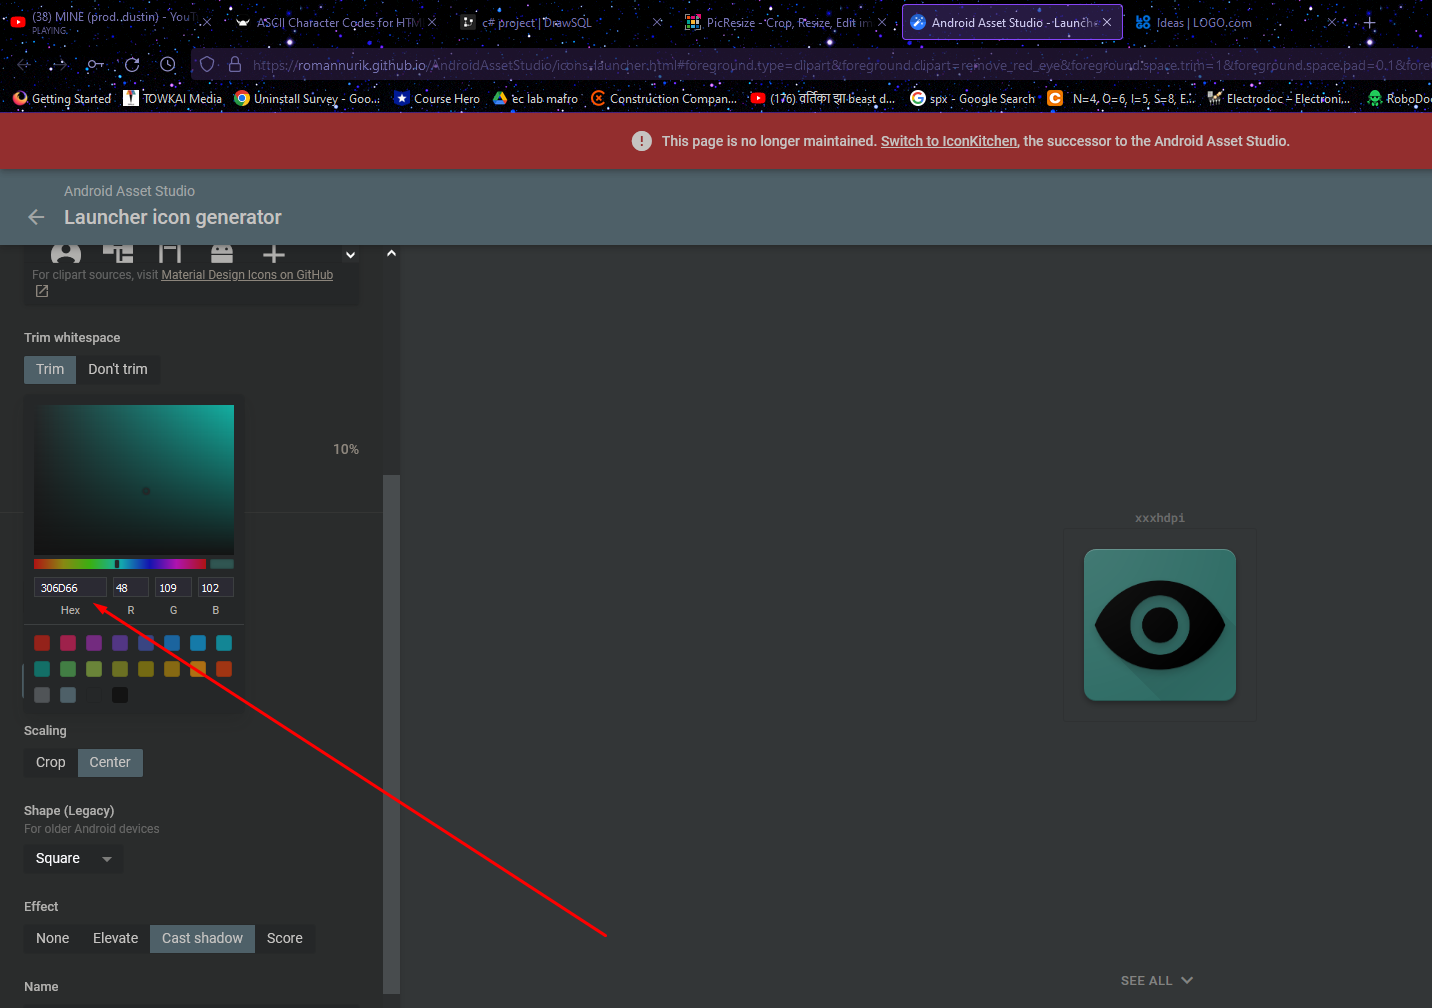 (38) MINE (prod. dustin) - YouT
PLAYING
ASCII Character Codes for HTM
c# project | DrawSQL
PicResize - Crop, Resize, Edit im
Android Asset Studio - Launche
Ideas | LOGO.com
https://romannurik.github.io/AndroidAssetStudio/icons-launcher.html#foreground.type=clipart&foreground.clipart=remove_red_eye&foreground.space.trim=1&foreground.space.pad=0.1&fore
Getting Started
TOWKAI Media
Uninstall Survey - Goo...
Course Hero
ec lab mafro
Construction Compan...
(176) वर्तिका झा beast d...
spx - Google Search
N=4, O=6, I=5, S=8, E...
Electrodoc – Electroni...
RoboDoc
This page is no longer maintained. Switch to IconKitchen, the successor to the Android Asset Studio.
Android Asset Studio
Launcher icon generator
For clipart sources, visit Material Design Icons on GitHub
Trim whitespace
Trim
Don't trim
10%
306D66
48
109
102
Hex
R
G
B
Scaling
Crop
Center
Shape (Legacy)
For older Android devices
Square
Effect
None
Elevate
Cast shadow
Score
Name
xxxhdpi
SEE ALL